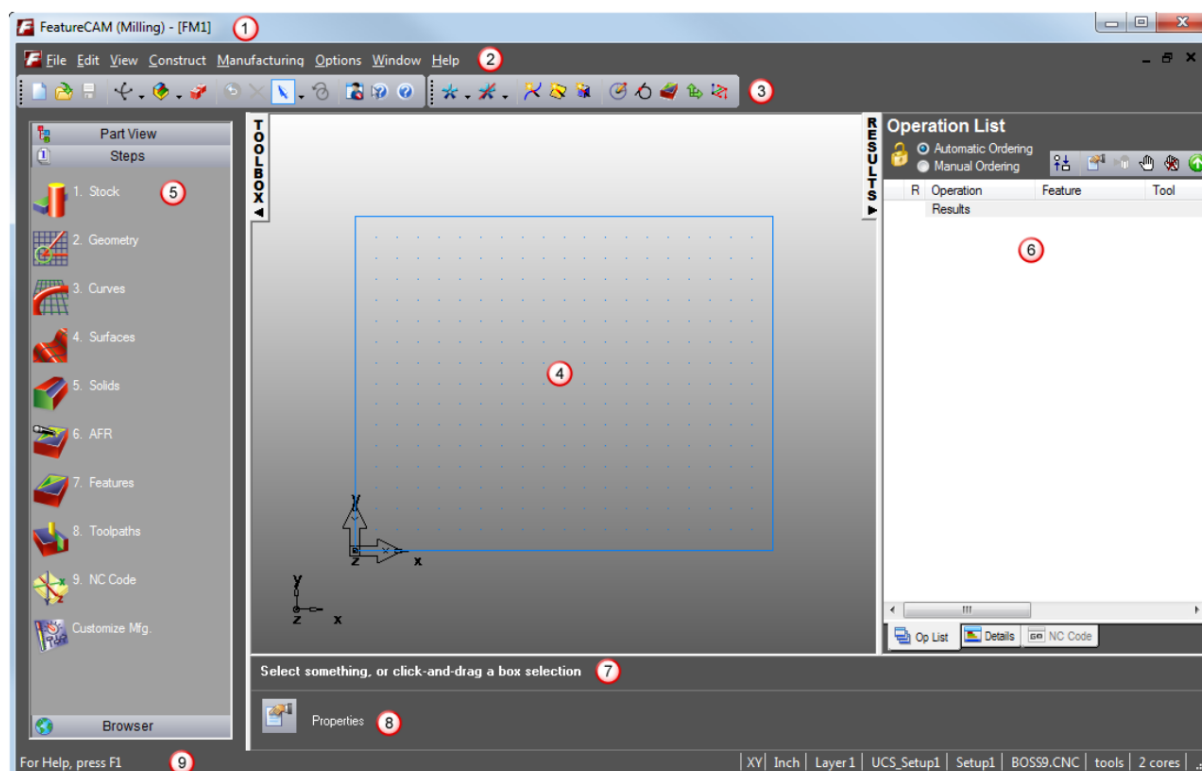 FeatureCAM (Milling) - [FM1] 1
File Edit View Construct Manufacturing Options Window Help 2
3
Part View
Steps
1. Stock 5
2. Geometry
3. Curves
4. Surfaces
5. Solids
6. AFR
7. Features
8. Toolpaths
9. NC Code
Customize Mfg.
Browser
TOOLBOX
4
y
x
z
y
x
z
RESULTS
Operation List
Automatic Ordering
Manual Ordering
R Operation Feature Tool
Results
6
Op List Details NC Code
Select something, or click-and-drag a box selection 7
Properties 8
For Help, press F1 9
XY Inch Layer1 UCS_Setup1 Setup1 BOSS9.CNC tools 2 cores